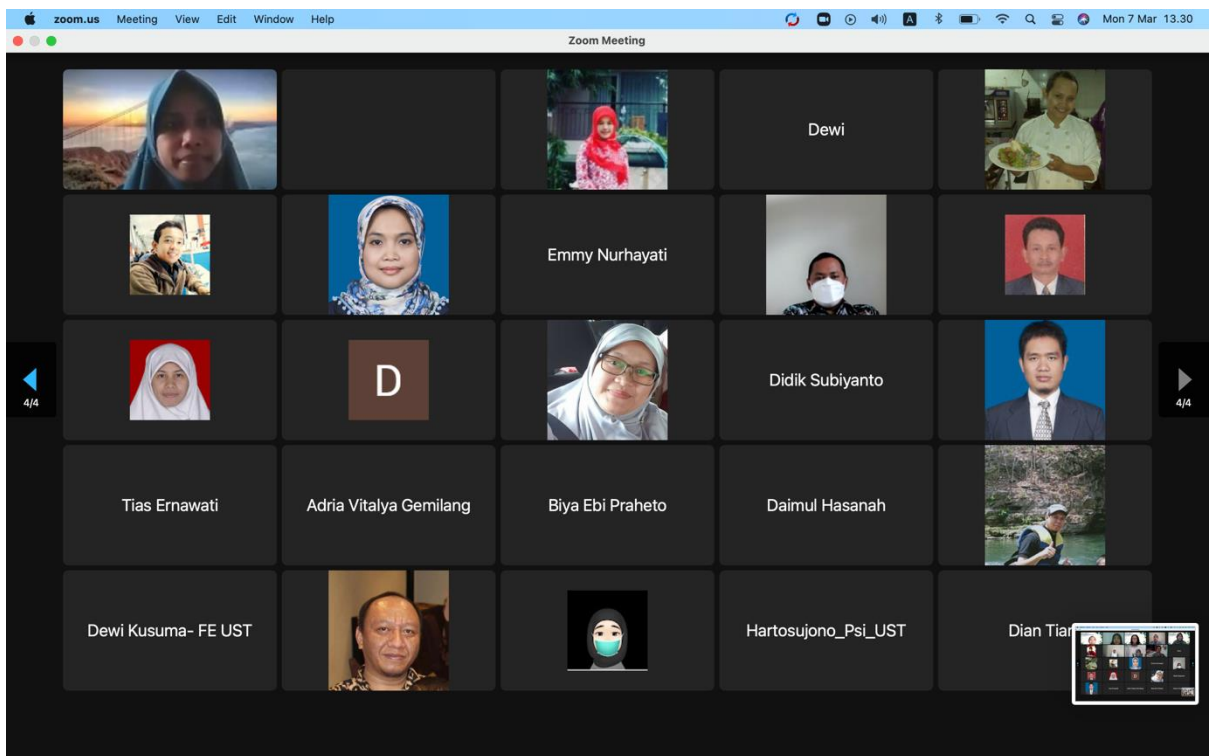 zoom.us Meeting View Edit Window Help A Mon 7 Mar 13.30
Zoom Meeting
Dewi
Emmy Nurhayati
D
Didik Subiyanto
4/4
4/4
Tias Ernawati
Adria Vitalya Gemilang
Biya Ebi Praheto
Daimul Hasanah
Dewi Kusuma- FE UST
Hartosujono_Psi_UST
Dian